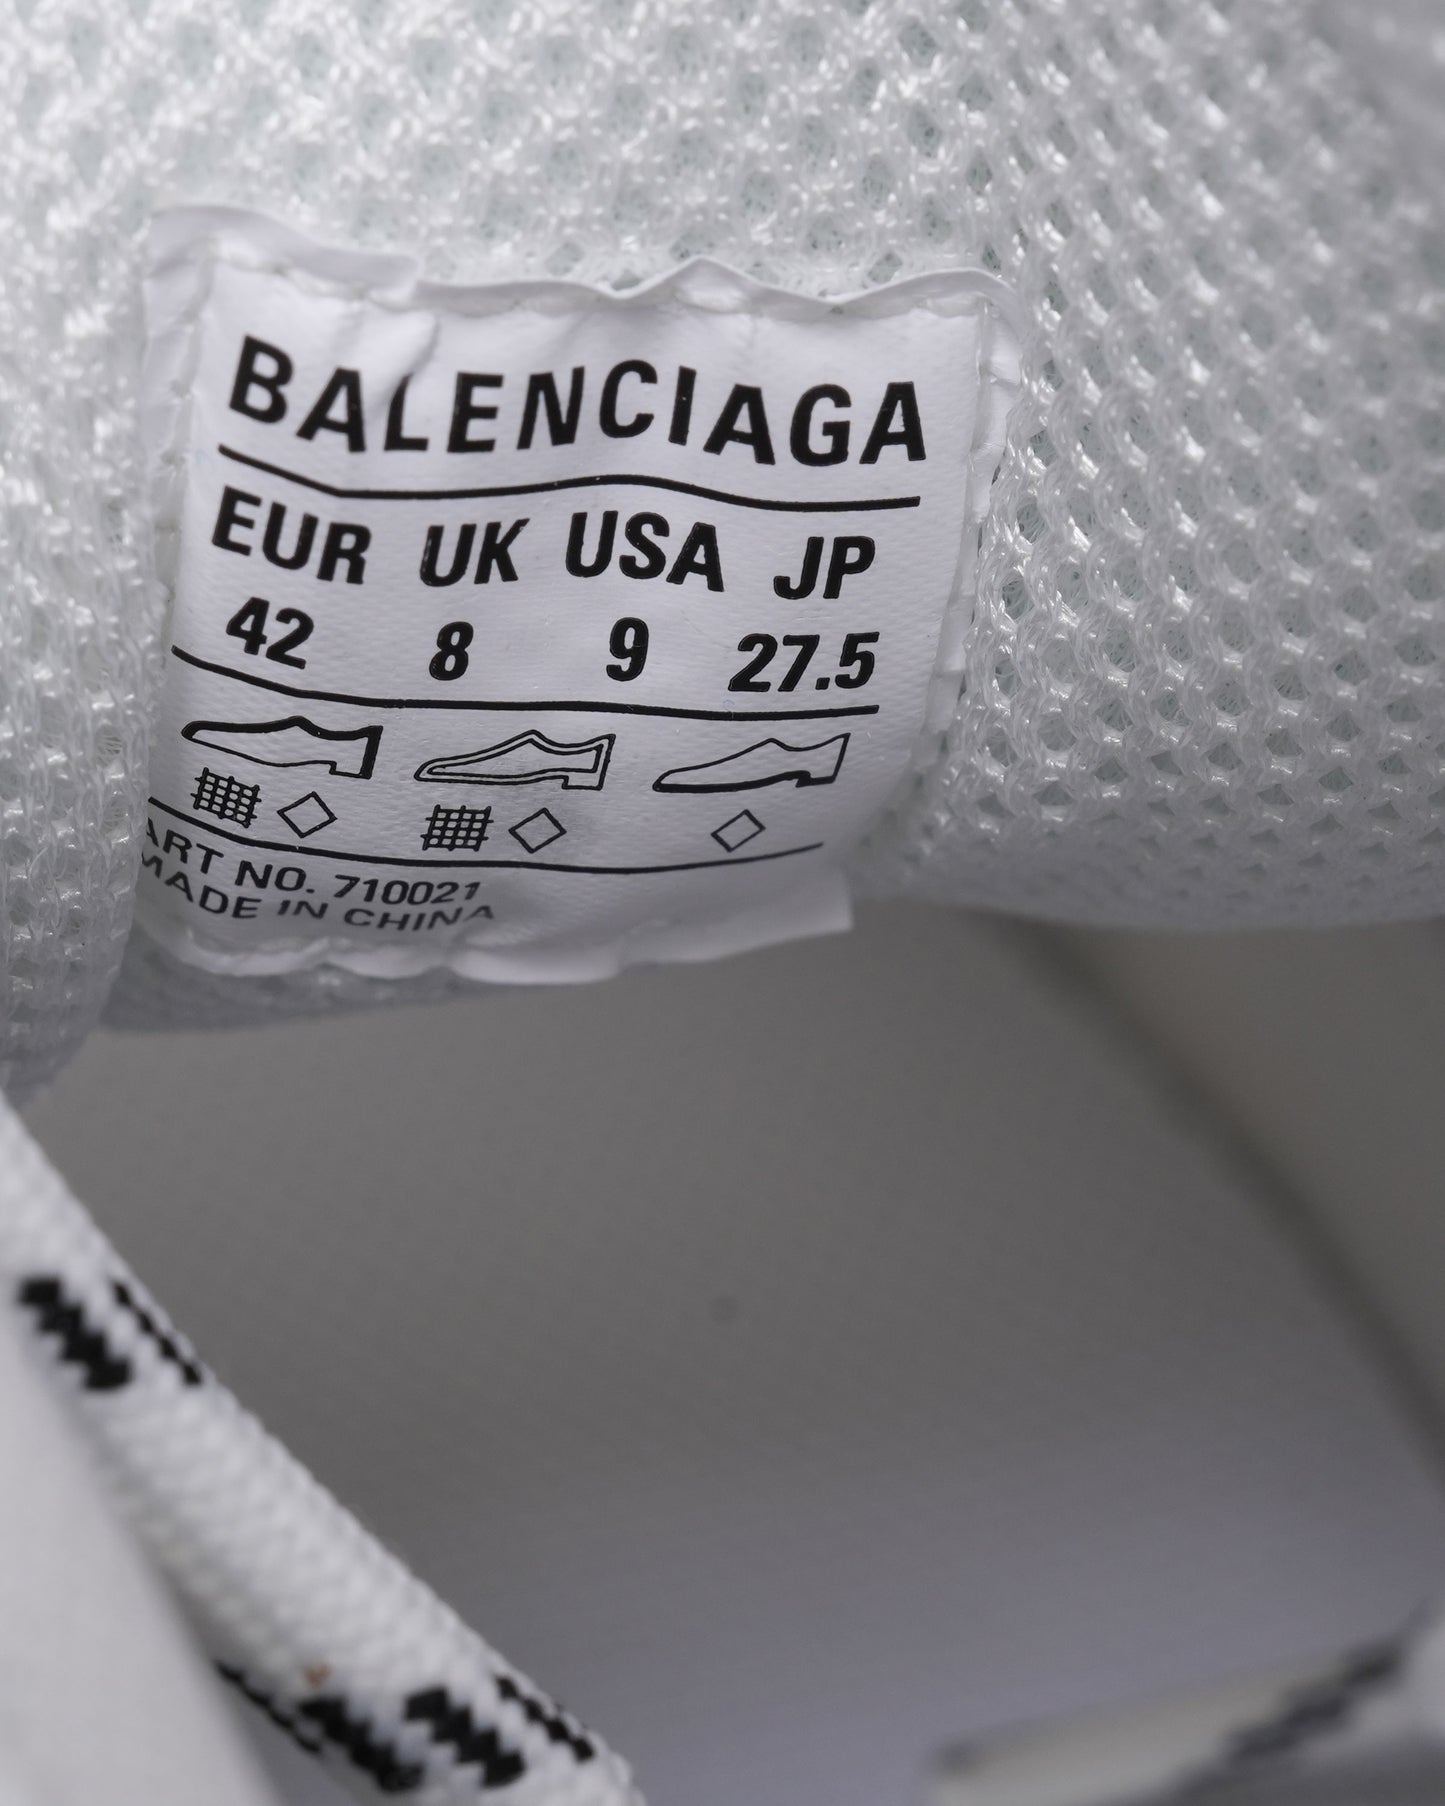 BALENCIAGA
EUR UK USA JP
42 8 9 27.5
ART NO. 710021
MADE IN CHINA